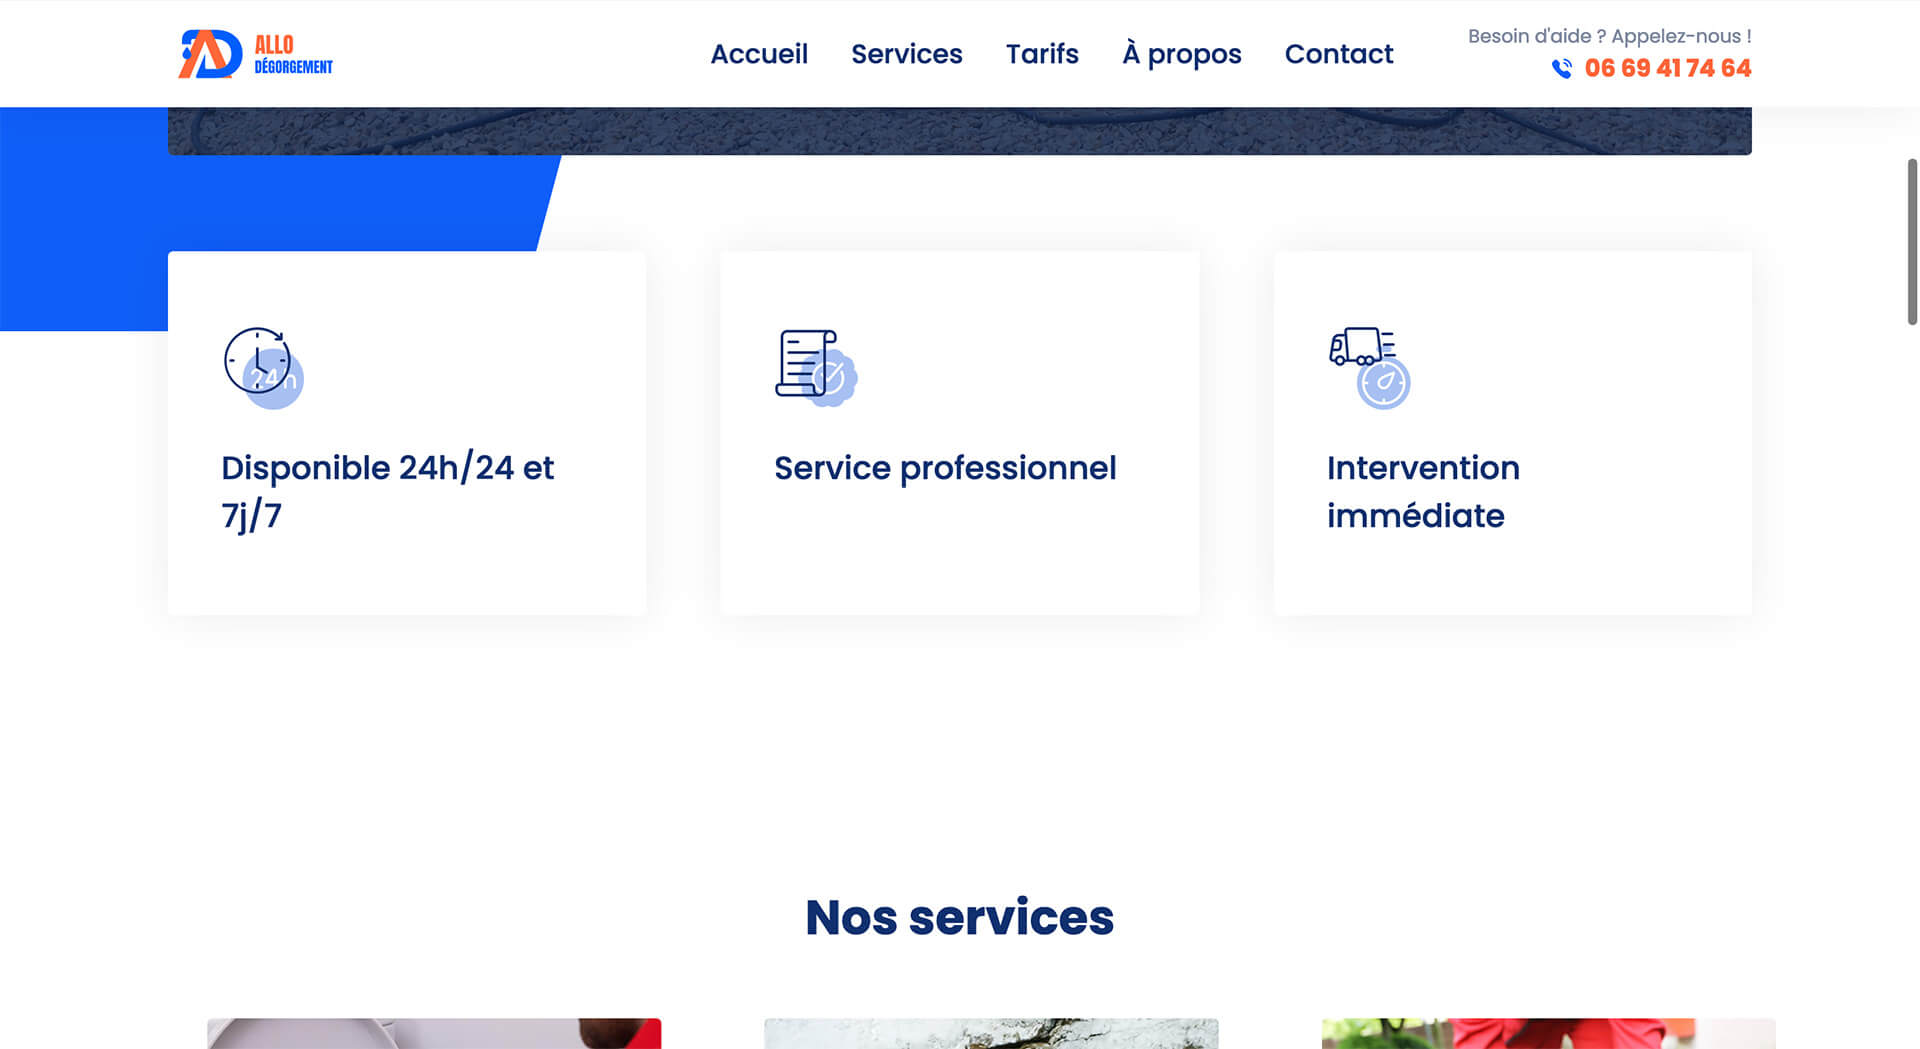 ALLO
DÉGORGEMENT
Accueil
Services
Tarifs
À propos
Contact
Besoin d'aide ? Appelez-nous !
06 69 41 74 64
24h
Disponible 24h/24 et
7j/7
Service professionnel
Intervention
immédiate
Nos services